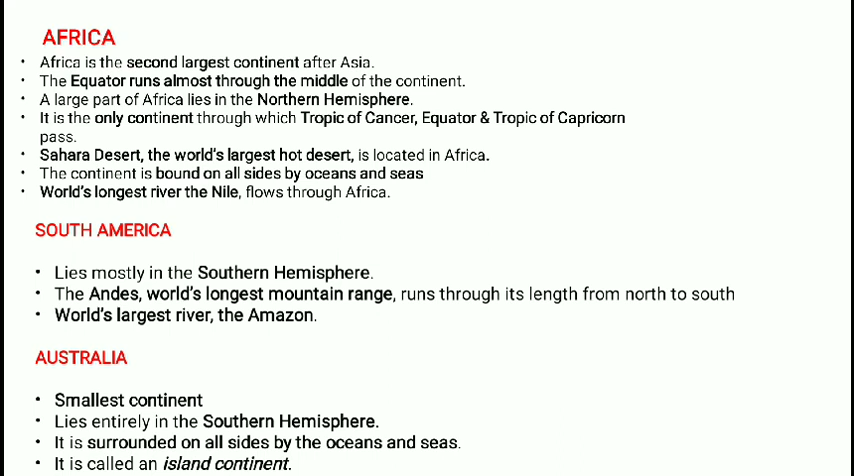 AFRICA
• Africa is the second largest continent after Asia.
• The Equator runs almost through the middle of the continent.
• A large part of Africa lies in the Northern Hemisphere.
• It is the only continent through which Tropic of Cancer, Equator & Tropic of Capricorn
pass.
• Sahara Desert, the world's largest hot desert, is located in Africa.
• The continent is bound on all sides by oceans and seas
• World's longest river the Nile, flows through Africa.
SOUTH AMERICA
• Lies mostly in the Southern Hemisphere.
• The Andes, world's longest mountain range, runs through its length from north to south
• World's largest river, the Amazon.
AUSTRALIA
• Smallest continent
• Lies entirely in the Southern Hemisphere.
• It is surrounded on all sides by the oceans and seas.
• It is called an island continent.